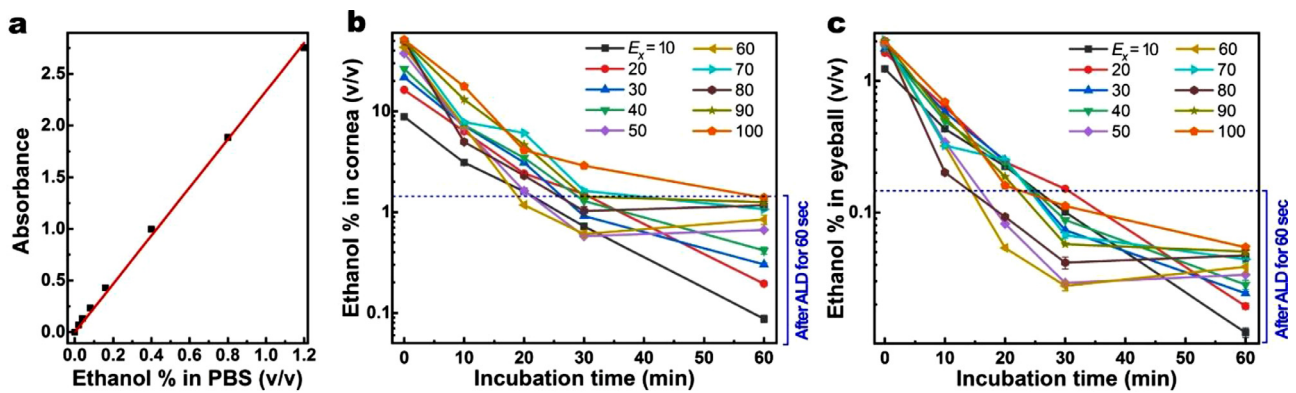 a
Absorbance
2.5
2.0
1.5
1.0
0.5
0.0
0.0 0.2 0.4 0.6 0.8 1.0 1.2
Ethanol % in PBS (v/v)
b
Ethanol % in cornea (v/v)
10
1
0.1
Ex = 10
20
30
40
50
60
70
80
90
100
0 10 20 30 40 50 60
Incubation time (min)
After ALD for 60 sec
c
Ethanol % in eyeball (v/v)
1
0.1
Ex = 10
20
30
40
50
60
70
80
90
100
0 10 20 30 40 50 60
Incubation time (min)
After ALD for 60 sec